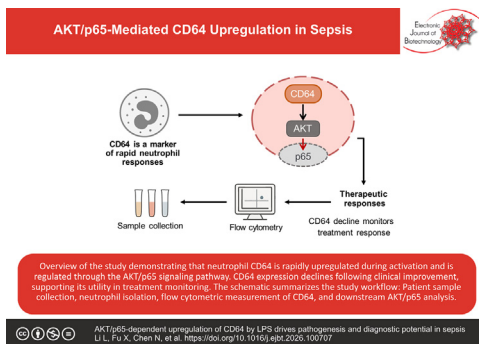 AKT/p65-Mediated CD64 Upregulation in Sepsis
Electronic
Journal of
Biotechnology
CD64
AKT
p65
CD64 is a marker
of rapid neutrophil
responses
Therapeutic
responses
CD64 decline monitors
treatment response
Flow cytometry
Sample collection
Overview of the study demonstrating that neutrophil CD64 is rapidly upregulated during activation and is
regulated through the AKT/p65 signaling pathway. CD64 expression declines following clinical improvement,
supporting its utility in treatment monitoring. The schematic summarizes the study workflow: Patient sample
collection, neutrophil isolation, flow cytometric measurement of CD64, and downstream AKT/p65 analysis.
AKT/p65-dependent upregulation of CD64 by LPS drives pathogenesis and diagnostic potential in sepsis
Li L, Fu X, Chen N, et al. https://doi.org/10.1016/j.ejbt.2026.100707